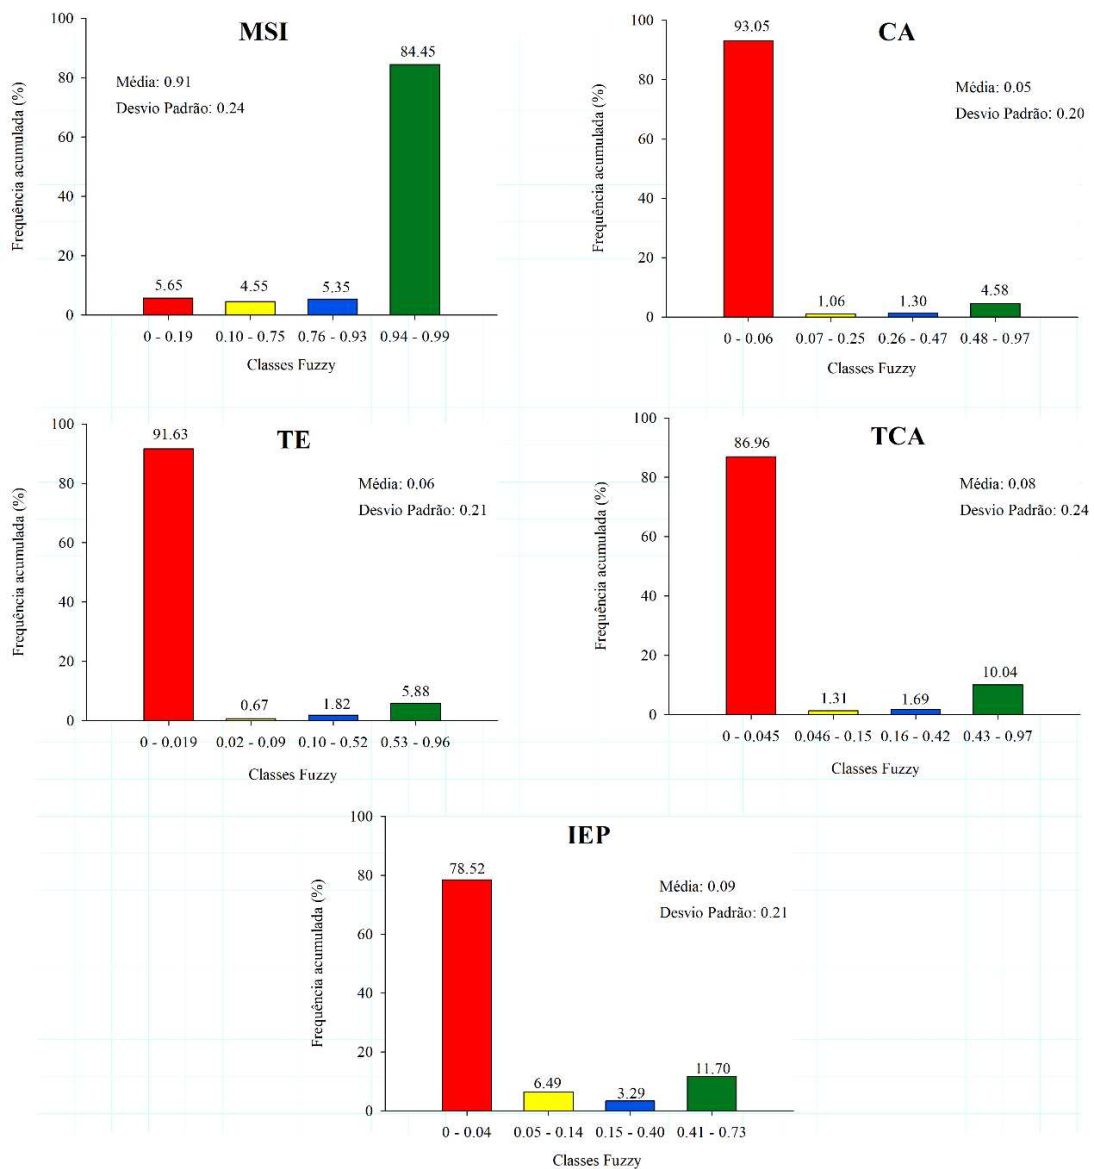 MSI
Frequência acumulada (%)
100
80
60
40
20
0
Média: 0.91
Desvio Padrão: 0.24
5.65
4.55
5.35
84.45
0 - 0.19
0.10 - 0.75
0.76 - 0.93
0.94 - 0.99
Classes Fuzzy
CA
Frequência acumulada (%)
100
80
60
40
20
0
Média: 0.05
Desvio Padrão: 0.20
93.05
1.06
1.30
4.58
0 - 0.06
0.07 - 0.25
0.26 - 0.47
0.48 - 0.97
Classes Fuzzy
TE
Frequência acumulada (%)
100
80
60
40
20
0
Média: 0.06
Desvio Padrão: 0.21
91.63
0.67
1.82
5.88
0 - 0.019
0.02 - 0.09
0.10 - 0.52
0.53 - 0.96
Classes Fuzzy
TCA
Frequência acumulada (%)
100
80
60
40
20
0
Média: 0.08
Desvio Padrão: 0.24
86.96
1.31
1.69
10.04
0 - 0.045
0.046 - 0.15
0.16 - 0.42
0.43 - 0.97
Classes Fuzzy
IEP
Frequência acumulada (%)
100
80
60
40
20
0
Média: 0.09
Desvio Padrão: 0.21
78.52
6.49
3.29
11.70
0 - 0.04
0.05 - 0.14
0.15 - 0.40
0.41 - 0.73
Classes Fuzzy